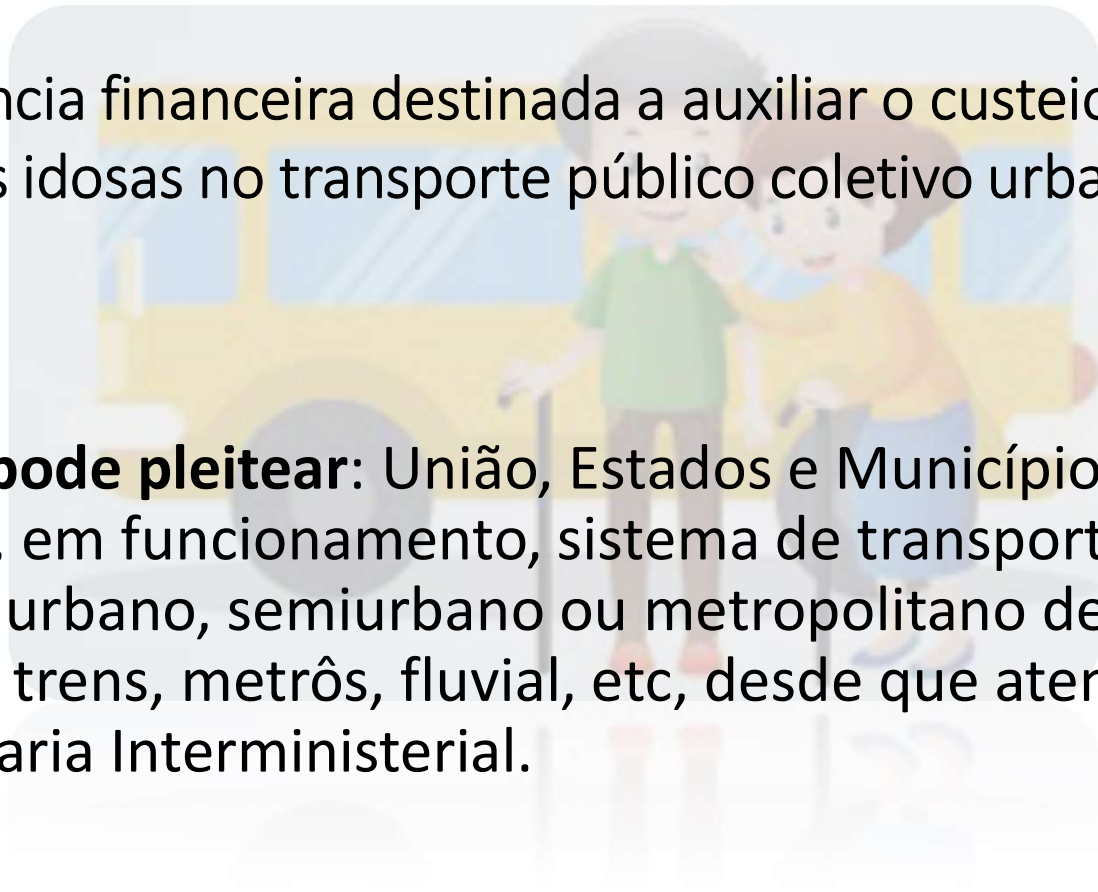 ncia financeira destinada a auxiliar o custeio
s idosas no transporte público coletivo urba
pode pleitear: União, Estados e Município
em funcionamento, sistema de transport
urbano, semiurbano ou metropolitano de
trens, metrôs, fluvial, etc, desde que aten
aria Interministerial.